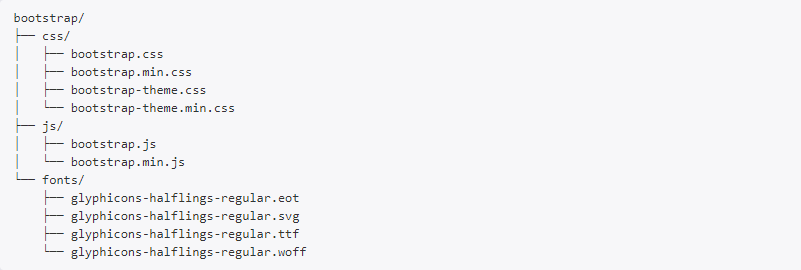 bootstrap/
├── css/
│   ├── bootstrap.css
│   ├── bootstrap.min.css
│   ├── bootstrap-theme.css
│   └── bootstrap-theme.min.css
├── js/
│   ├── bootstrap.js
│   └── bootstrap.min.js
└── fonts/
    ├── glyphicons-halflings-regular.eot
    ├── glyphicons-halflings-regular.svg
    ├── glyphicons-halflings-regular.ttf
    └── glyphicons-halflings-regular.woff